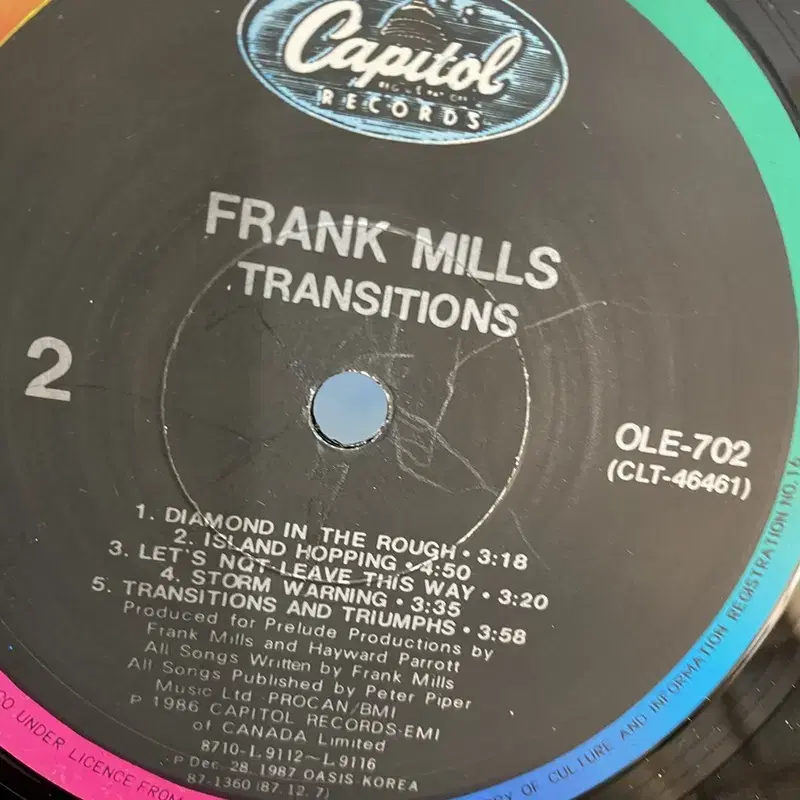 Capitol
RECORDS
FRANK MILLS
TRANSITIONS
2
OLE-702
(CLT-46461)
1. DIAMOND IN THE ROUGH • 3:18
2. ISLAND HOPPING • 4:50
3. LET'S NOT LEAVE THIS WAY • 3:20
4. STORM WARNING • 3:35
5. TRANSITIONS AND TRIUMPHS • 3:58
Produced for Prelude Productions by
Frank Mills and Hayward Parrott
All Songs Written by Frank Mills
All Songs Published by Peter Piper
Music Ltd PROCAN/BMI
P 1986 CAPITOL RECORDS-EMI
of CANADA Limited
8710-L9112~L9116
P Dec 28, 1987 OASIS KOREA
87-1360 (87.12.7)
UNDER LICENCE FROM
OF CULTURE AND INFORMATION REGISTRATION NO.